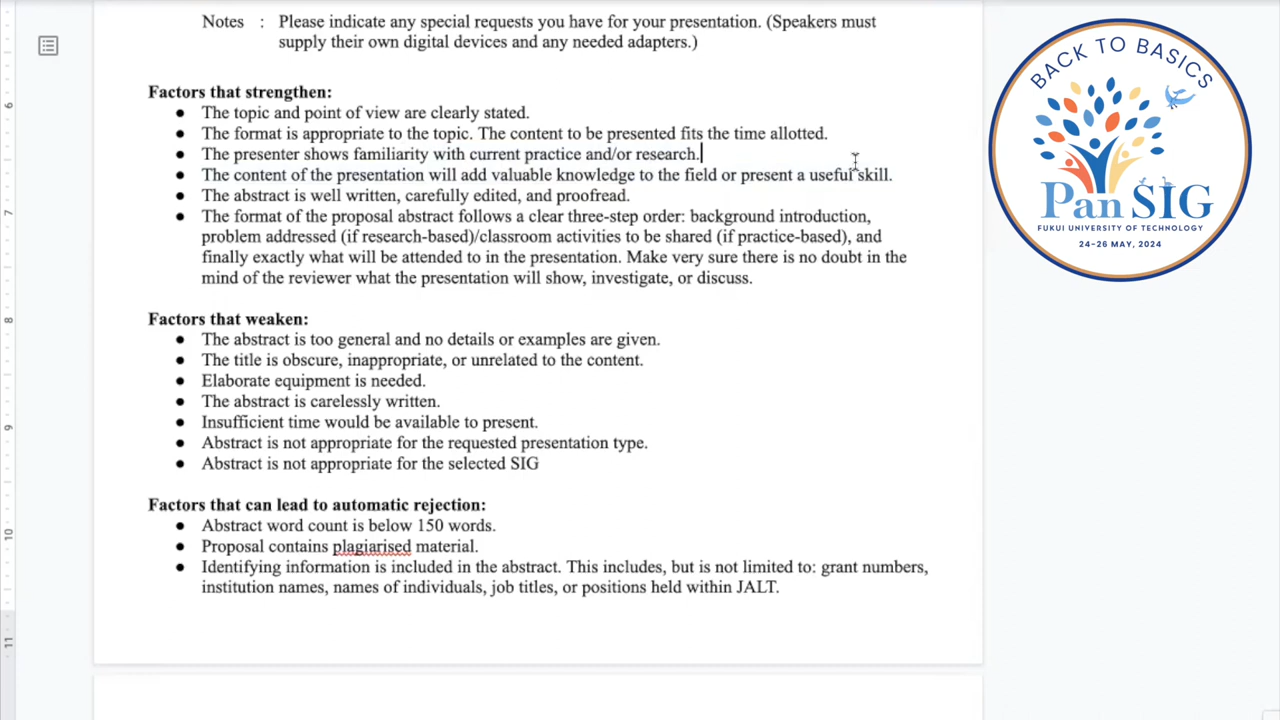 Notes : Please indicate any special requests you have for your presentation. (Speakers must
supply their own digital devices and any needed adapters.)
Factors that strengthen:
● The topic and point of view are clearly stated.
● The format is appropriate to the topic. The content to be presented fits the time allotted.
● The presenter shows familiarity with current practice and/or research.
● The content of the presentation will add valuable knowledge to the field or present a useful skill.
● The abstract is well written, carefully edited, and proofread.
● The format of the proposal abstract follows a clear three-step order: background introduction,
problem addressed (if research-based)/classroom activities to be shared (if practice-based), and
finally exactly what will be attended to in the presentation. Make very sure there is no doubt in the
mind of the reviewer what the presentation will show, investigate, or discuss.
Factors that weaken:
● The abstract is too general and no details or examples are given.
● The title is obscure, inappropriate, or unrelated to the content.
● Elaborate equipment is needed.
● The abstract is carelessly written.
● Insufficient time would be available to present.
● Abstract is not appropriate for the requested presentation type.
● Abstract is not appropriate for the selected SIG
Factors that can lead to automatic rejection:
● Abstract word count is below 150 words.
● Proposal contains plagiarised material.
● Identifying information is included in the abstract. This includes, but is not limited to: grant numbers,
institution names, names of individuals, job titles, or positions held within JALT.
6
7
8
9
10
11
BACK TO BASICS
PanSIG
FUKUI UNIVERSITY OF TECHNOLOGY
24-26 MAY, 2024